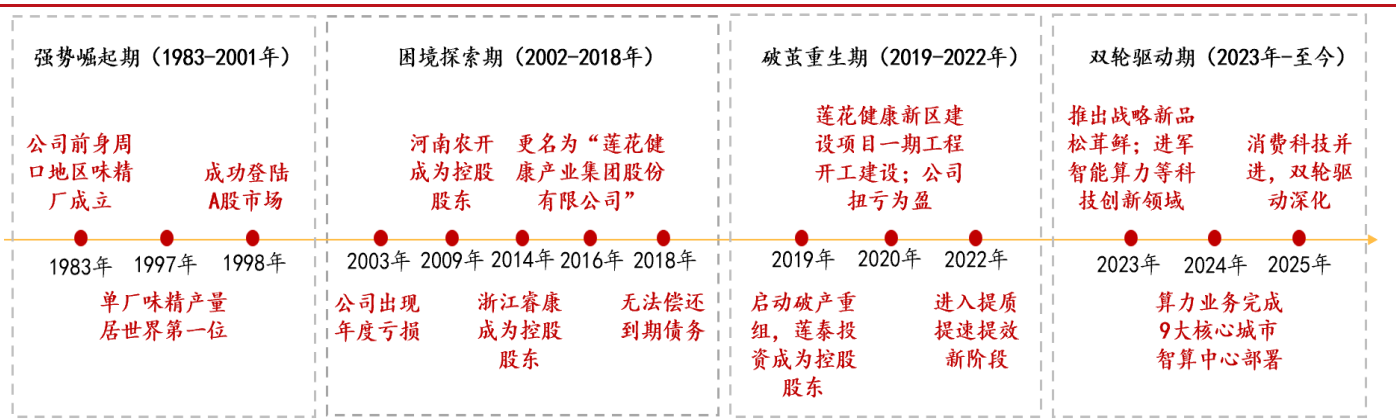 强势崛起期（1983-2001年）
公司前身周
口地区味精
厂成立
成功登陆
A股市场
1983年
1997年
1998年
单厂味精产量
居世界第一位
困境探索期（2002-2018年）
河南农开
成为控股
股东
更名为“莲花健
康产业集团股份
有限公司”
2003年
2009年
2014年
2016年
2018年
公司出现
年度亏损
浙江睿康
成为控股
股东
无法偿还
到期债务
破茧重生期（2019-2022年）
莲花健康新区建
设项目一期工程
开工建设；公司
扭亏为盈
2019年
2020年
2022年
启动破产重
组，莲泰投
资成为控股
股东
进入提质
提速提效
新阶段
双轮驱动期（2023年-至今）
推出战略新品
松茸鲜；进军
智能算力等科
技创新领域
消费科技并
进，双轮驱
动深化
2023年
2024年
2025年
算力业务完成
9大核心城市
智算中心部署